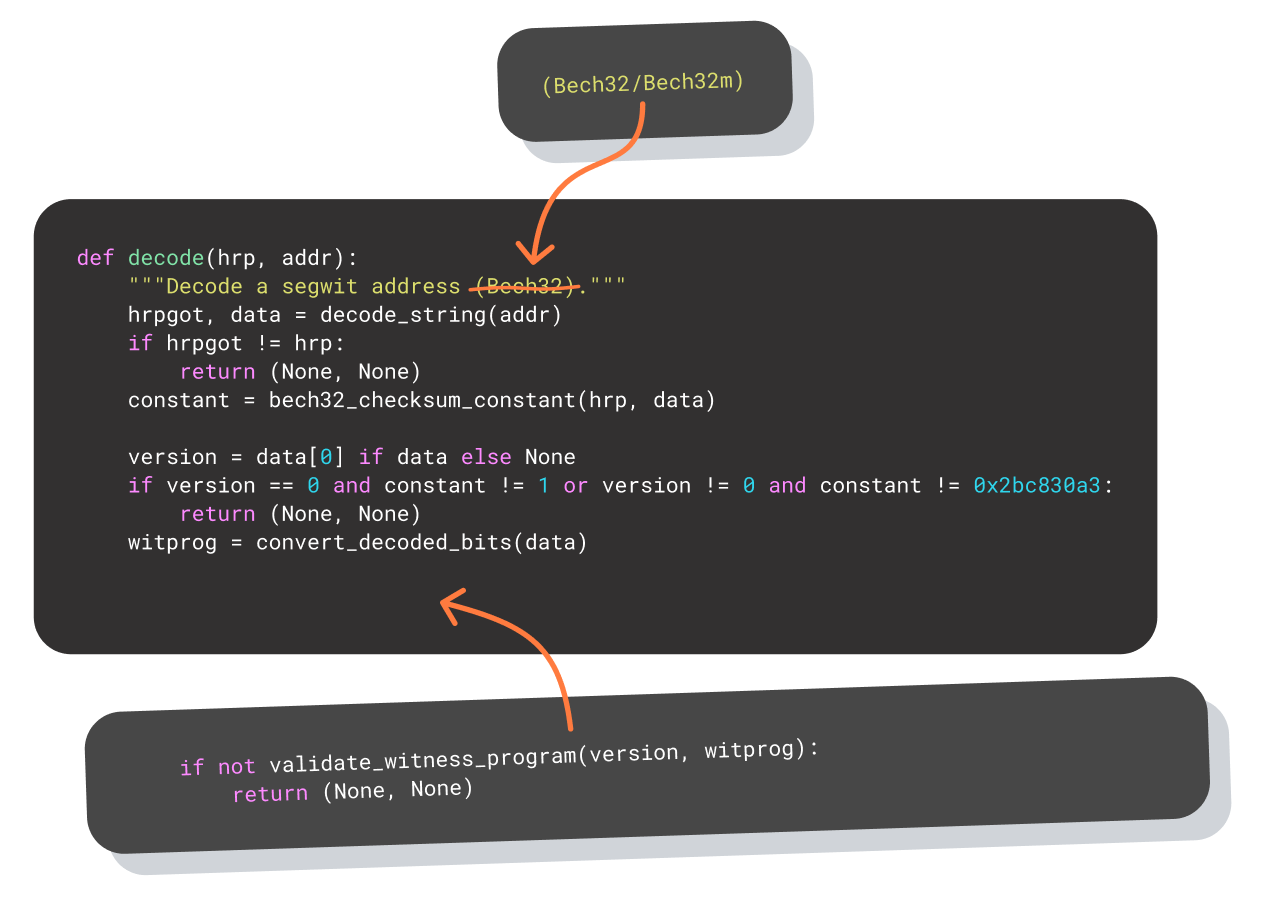 (Bech32/Bech32m)
def decode(hrp, addr):
    """Decode a segwit address (Bech32)."""
    hrpgot, data = decode_string(addr)
    if hrpgot != hrp:
        return (None, None)
    constant = bech32_checksum_constant(hrp, data)
    version = data[0] if data else None
    if version == 0 and constant != 1 or version != 0 and constant != 0x2bc830a3:
        return (None, None)
    witprog = convert_decoded_bits(data)
if not validate_witness_program(version, witprog):
    return (None, None)